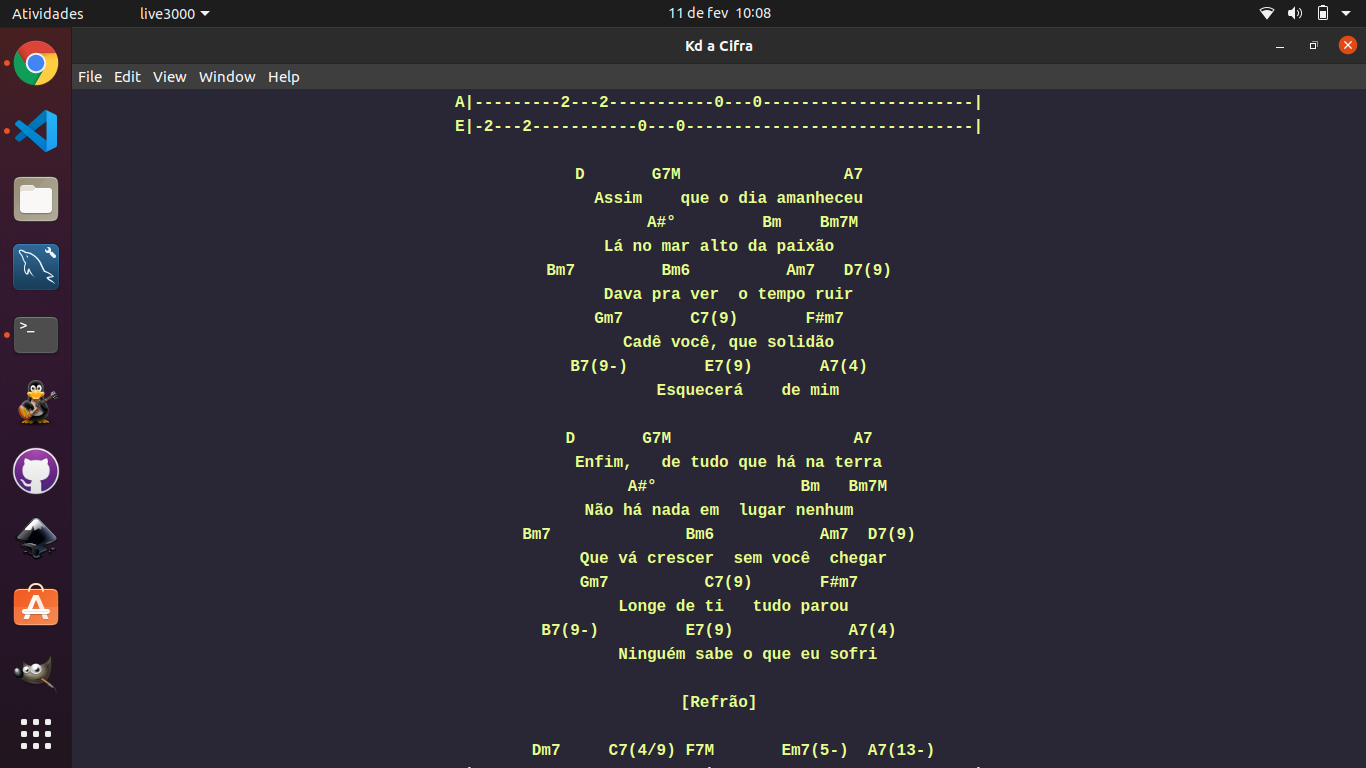 Atividades live3000 11 de fev 10:08
Kd a Cifra
File Edit View Window Help
A|---------2---2-----------0---0----------------------|
E|-2---2-----------0---0------------------------------|
D       G7M                 A7
Assim    que o dia amanheceu
A#°         Bm    Bm7M
Lá no mar alto da paixão
Bm7         Bm6          Am7   D7(9)
Dava pra ver  o tempo ruir
Gm7       C7(9)       F#m7
Cadê você, que solidão
B7(9-)        E7(9)       A7(4)
Esquecerá    de mim
D       G7M                   A7
Enfim,   de tudo que há na terra
A#°               Bm   Bm7M
Não há nada em  lugar nenhum
Bm7              Bm6           Am7  D7(9)
Que vá crescer  sem você  chegar
Gm7          C7(9)       F#m7
Longe de ti   tudo parou
B7(9-)         E7(9)            A7(4)
Ninguém sabe o que eu sofri
[Refrão]
Dm7     C7(4/9) F7M       Em7(5-)  A7(13-)